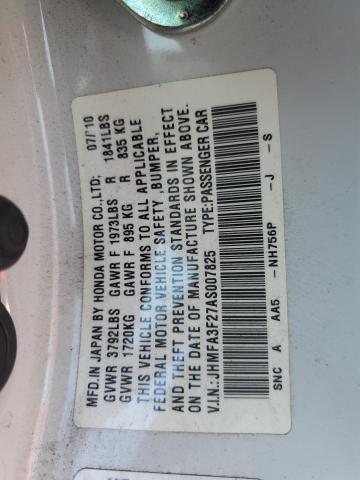 MFD. IN JAPAN BY HONDA MOTOR CO., LTD. 07/'10
GVWR 3792LBS GAWR F 1973LBS R 1841LBS
GVWR 1720KG GAWR F 895 KG R 835 KG
THIS VEHICLE CONFORMS TO ALL APPLICABLE
FEDERAL MOTOR VEHICLE SAFETY, BUMPER,
AND THEFT PREVENTION STANDARDS IN EFFECT
ON THE DATE OF MANUFACTURE SHOWN ABOVE.
V.I.N.: JHMFA3F27AS007825 TYPE:PASSENGER CAR
SNC A AA5- -NH756P -J -S